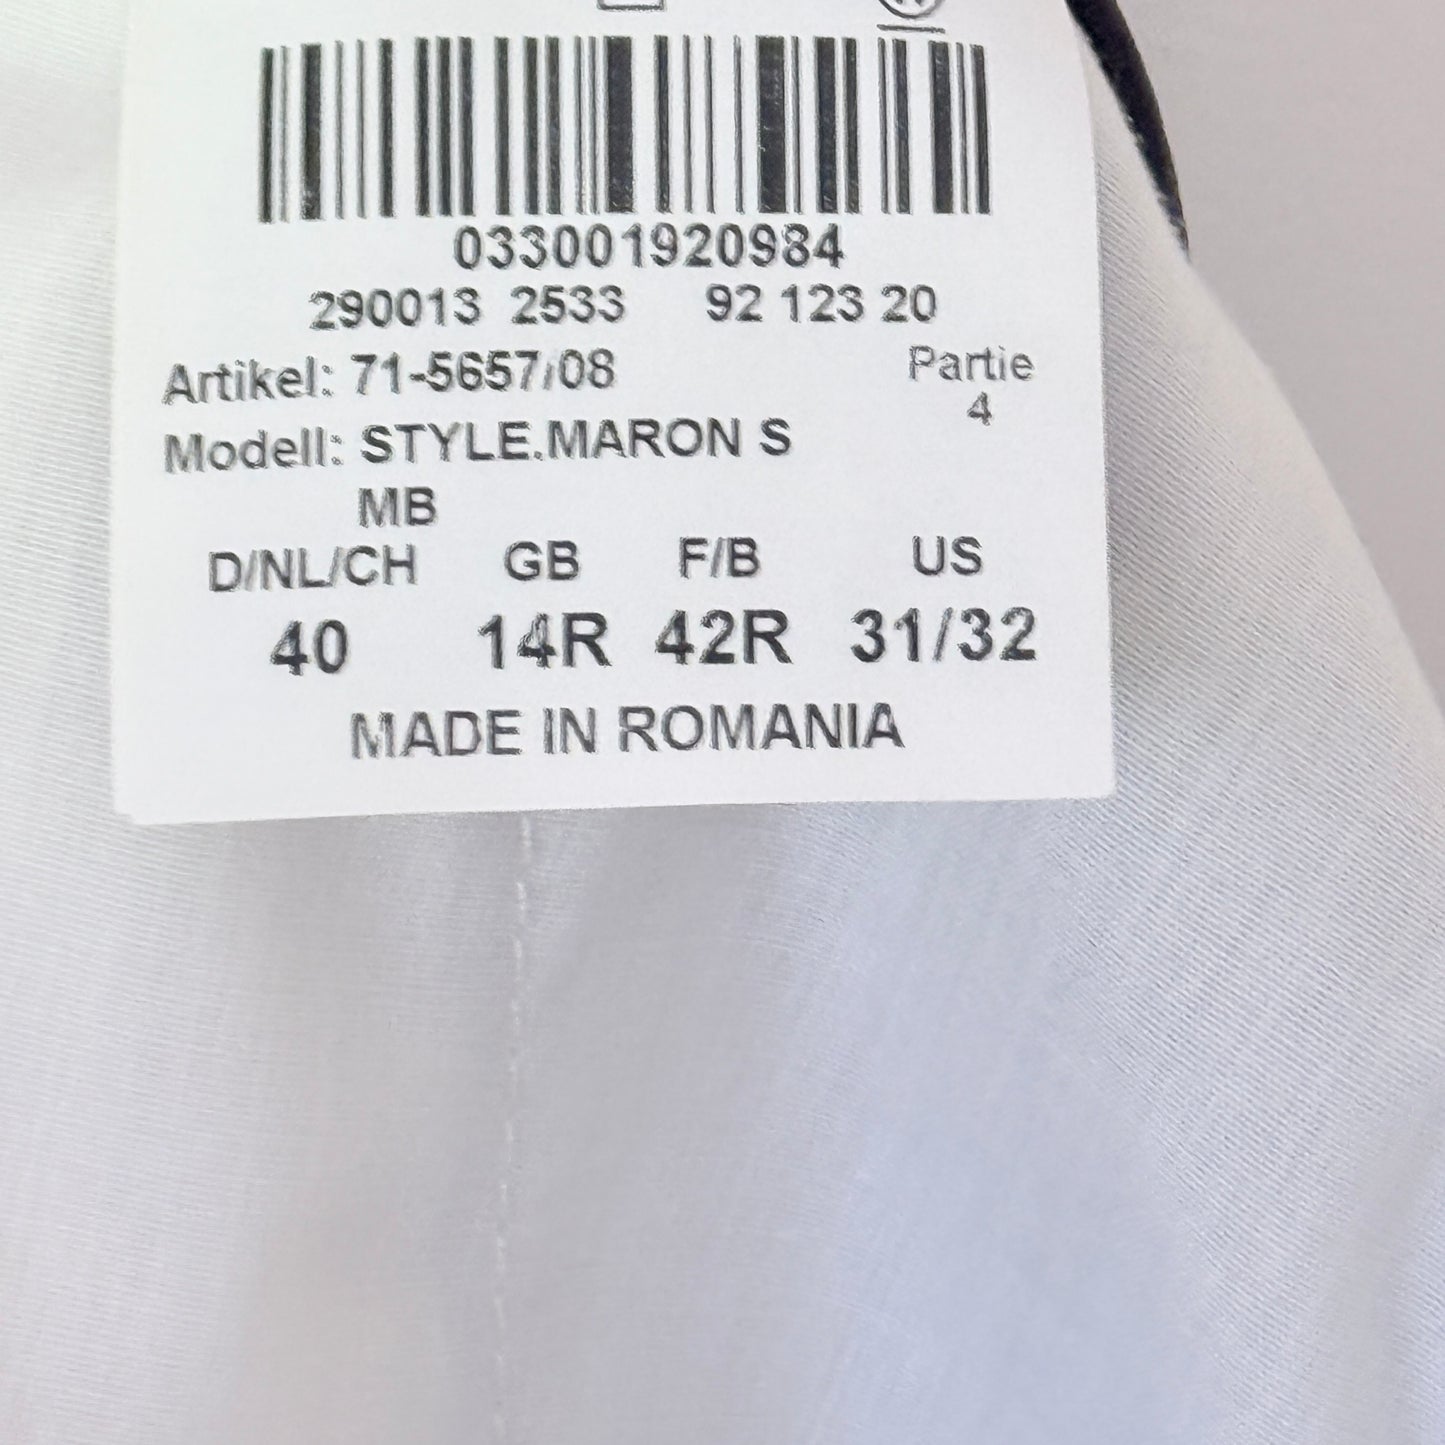 033001920984
290013 2533 92 123 20
Artikel: 71-5657/08 Partie
4
Modell: STYLE.MARON S
MB
D/NL/CH GB F/B US
40 14R 42R 31/32
MADE IN ROMANIA